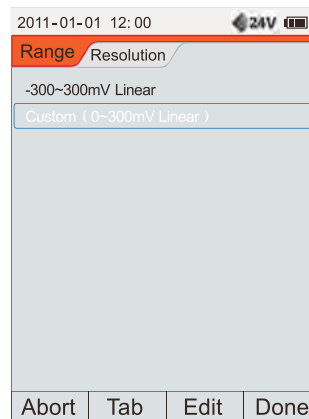 2011-01-01 12:00 24V
Range Resolution
-300~300mV Linear
Custom ( 0~300mV Linear )
Abort Tab Edit Done